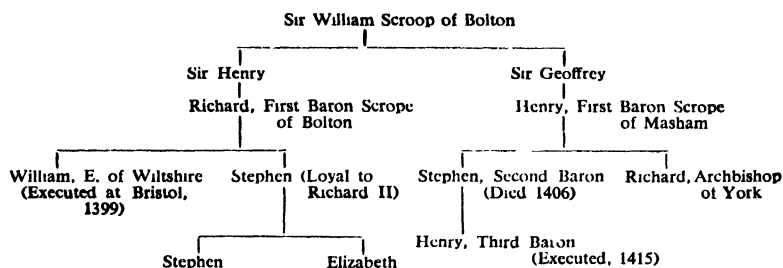 Sir William Scroop of Bolton
Sir Henry
Sir Geoffrey
Richard, First Baron Scrope
of Bolton
Henry, First Baron Scrope
of Masham
William, E. of Wiltshire
(Executed at Bristol,
1399)
Stephen (Loyal to
Richard II)
Stephen, Second Baron
(Died 1406)
Richard, Archbishop
of York
Stephen
Elizabeth
Henry, Third Baron
(Executed, 1415)